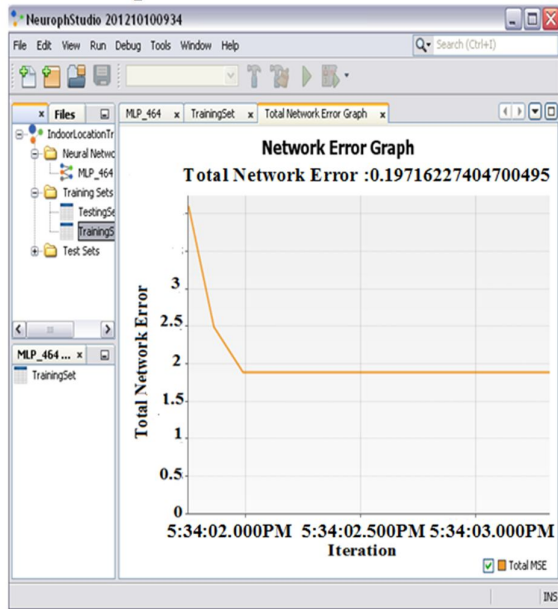 NeurophStudio 201210100934
File Edit View Run Debug Tools Window Help
Search (Ctrl+I)
Files
IndoorLocationTr
Neural Netwo
MLP_464
Training Sets
TestingSe
TrainingS
Test Sets
MLP_464 ...
TrainingSet
MLP_464 TrainingSet Total Network Error Graph
Network Error Graph
Total Network Error :0.19716227404700495
Total Network Error
3
2.5
2
1.5
1
0.5
0
5:34:02.000PM 5:34:02.500PM 5:34:03.000PM
Iteration
Total MSE
INS